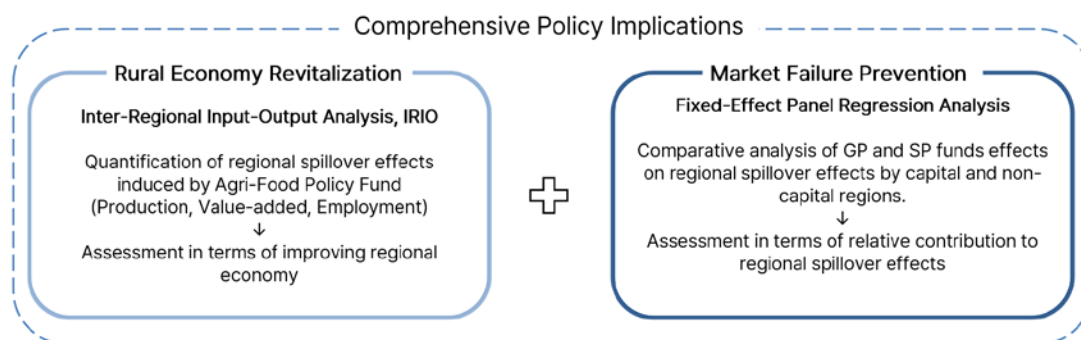 Comprehensive Policy Implications
Rural Economy Revitalization
Inter-Regional Input-Output Analysis, IRIO
Quantification of regional spillover effects
induced by Agri-Food Policy Fund
(Production, Value-added, Employment)
↓
Assessment in terms of improving regional
economy
Market Failure Prevention
Fixed-Effect Panel Regression Analysis
Comparative analysis of GP and SP funds effects
on regional spillover effects by capital and non-
capital regions.
↓
Assessment in terms of relative contribution to
regional spillover effects